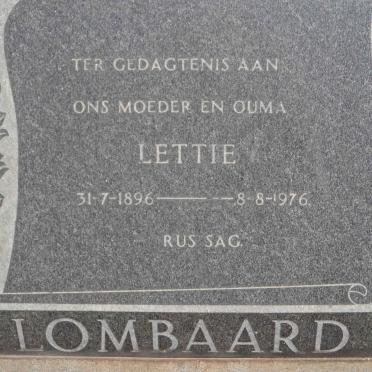 TER GEDAGTENIS AAN
ONS MOEDER EN OUMA
LETTIE
31-7-1896 — 8-8-1976
RUS SAG
LOMBAARD